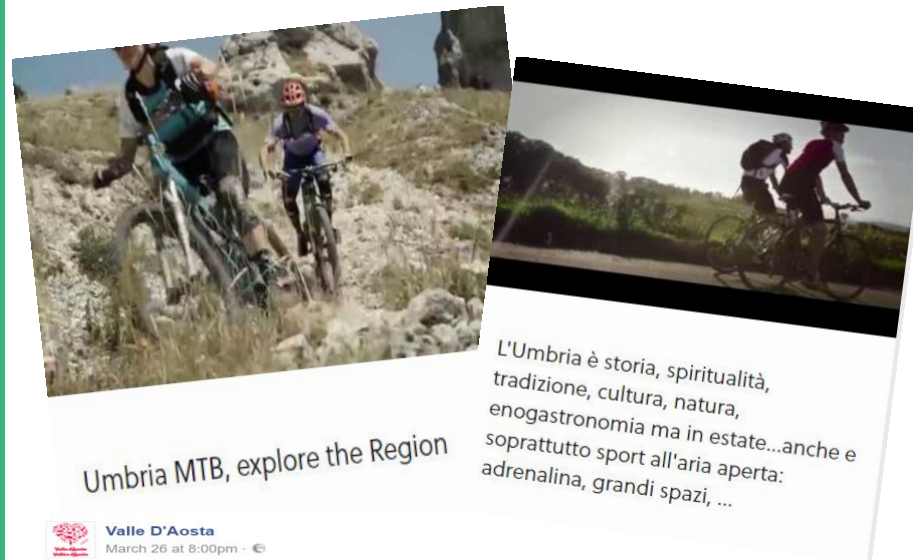 Umbria MTB, explore the Region
L'Umbria è storia, spiritualità,
tradizione, cultura, natura,
enogastronomia ma in estate...anche e
soprattutto sport all'aria aperta:
adrenalina, grandi spazi, ...
Valle D'Aosta
March 26 at 8:00pm ·